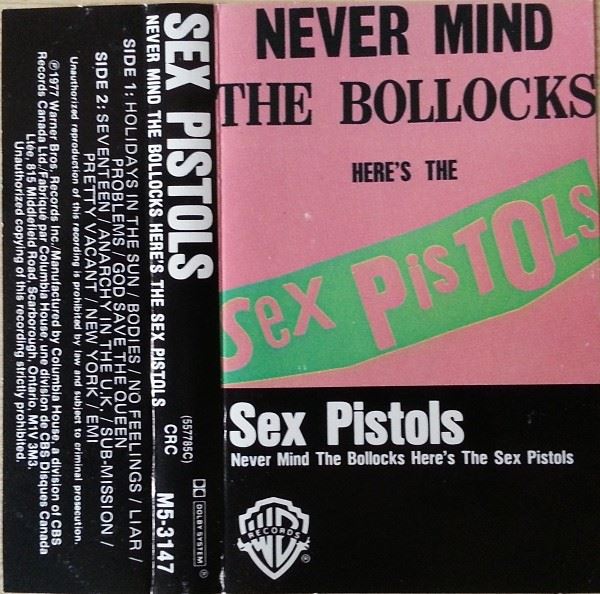 NEVER MIND
THE BOLLOCKS
HERE'S THE
Sex PisTOLs
Sex Pistols
Never Mind The Bollocks Here's The Sex Pistols
WB
RECORDS
®
SEX PISTOLS
NEVER MIND THE BOLLOCKS HERE'S THE SEX PISTOLS
(557785C)
CRC
M5-3147
DOLBY SYSTEM
®
SIDE 1: HOLIDAYS IN THE SUN / BODIES / NO FEELINGS / LIAR /
PROBLEMS / GOD SAVE THE QUEEN
SIDE 2: SEVENTEEN / ANARCHY IN THE U.K. / SUB-MISSION /
PRETTY VACANT / NEW YORK / EMI
Unauthorized reproduction of this recording is prohibited by law and subject to criminal prosecution.
℗1977 Warner Bros. Records Inc./Manufactured by Columbia House, a division of CBS
Records Canada Ltd./Fabriqué par Columbia House, une division de CBS Disques Canada
Ltée, 815 Middlefield Road, Scarborough, Ontario, M1V 3M3.
Unauthorized copying of this recording strictly prohibited.